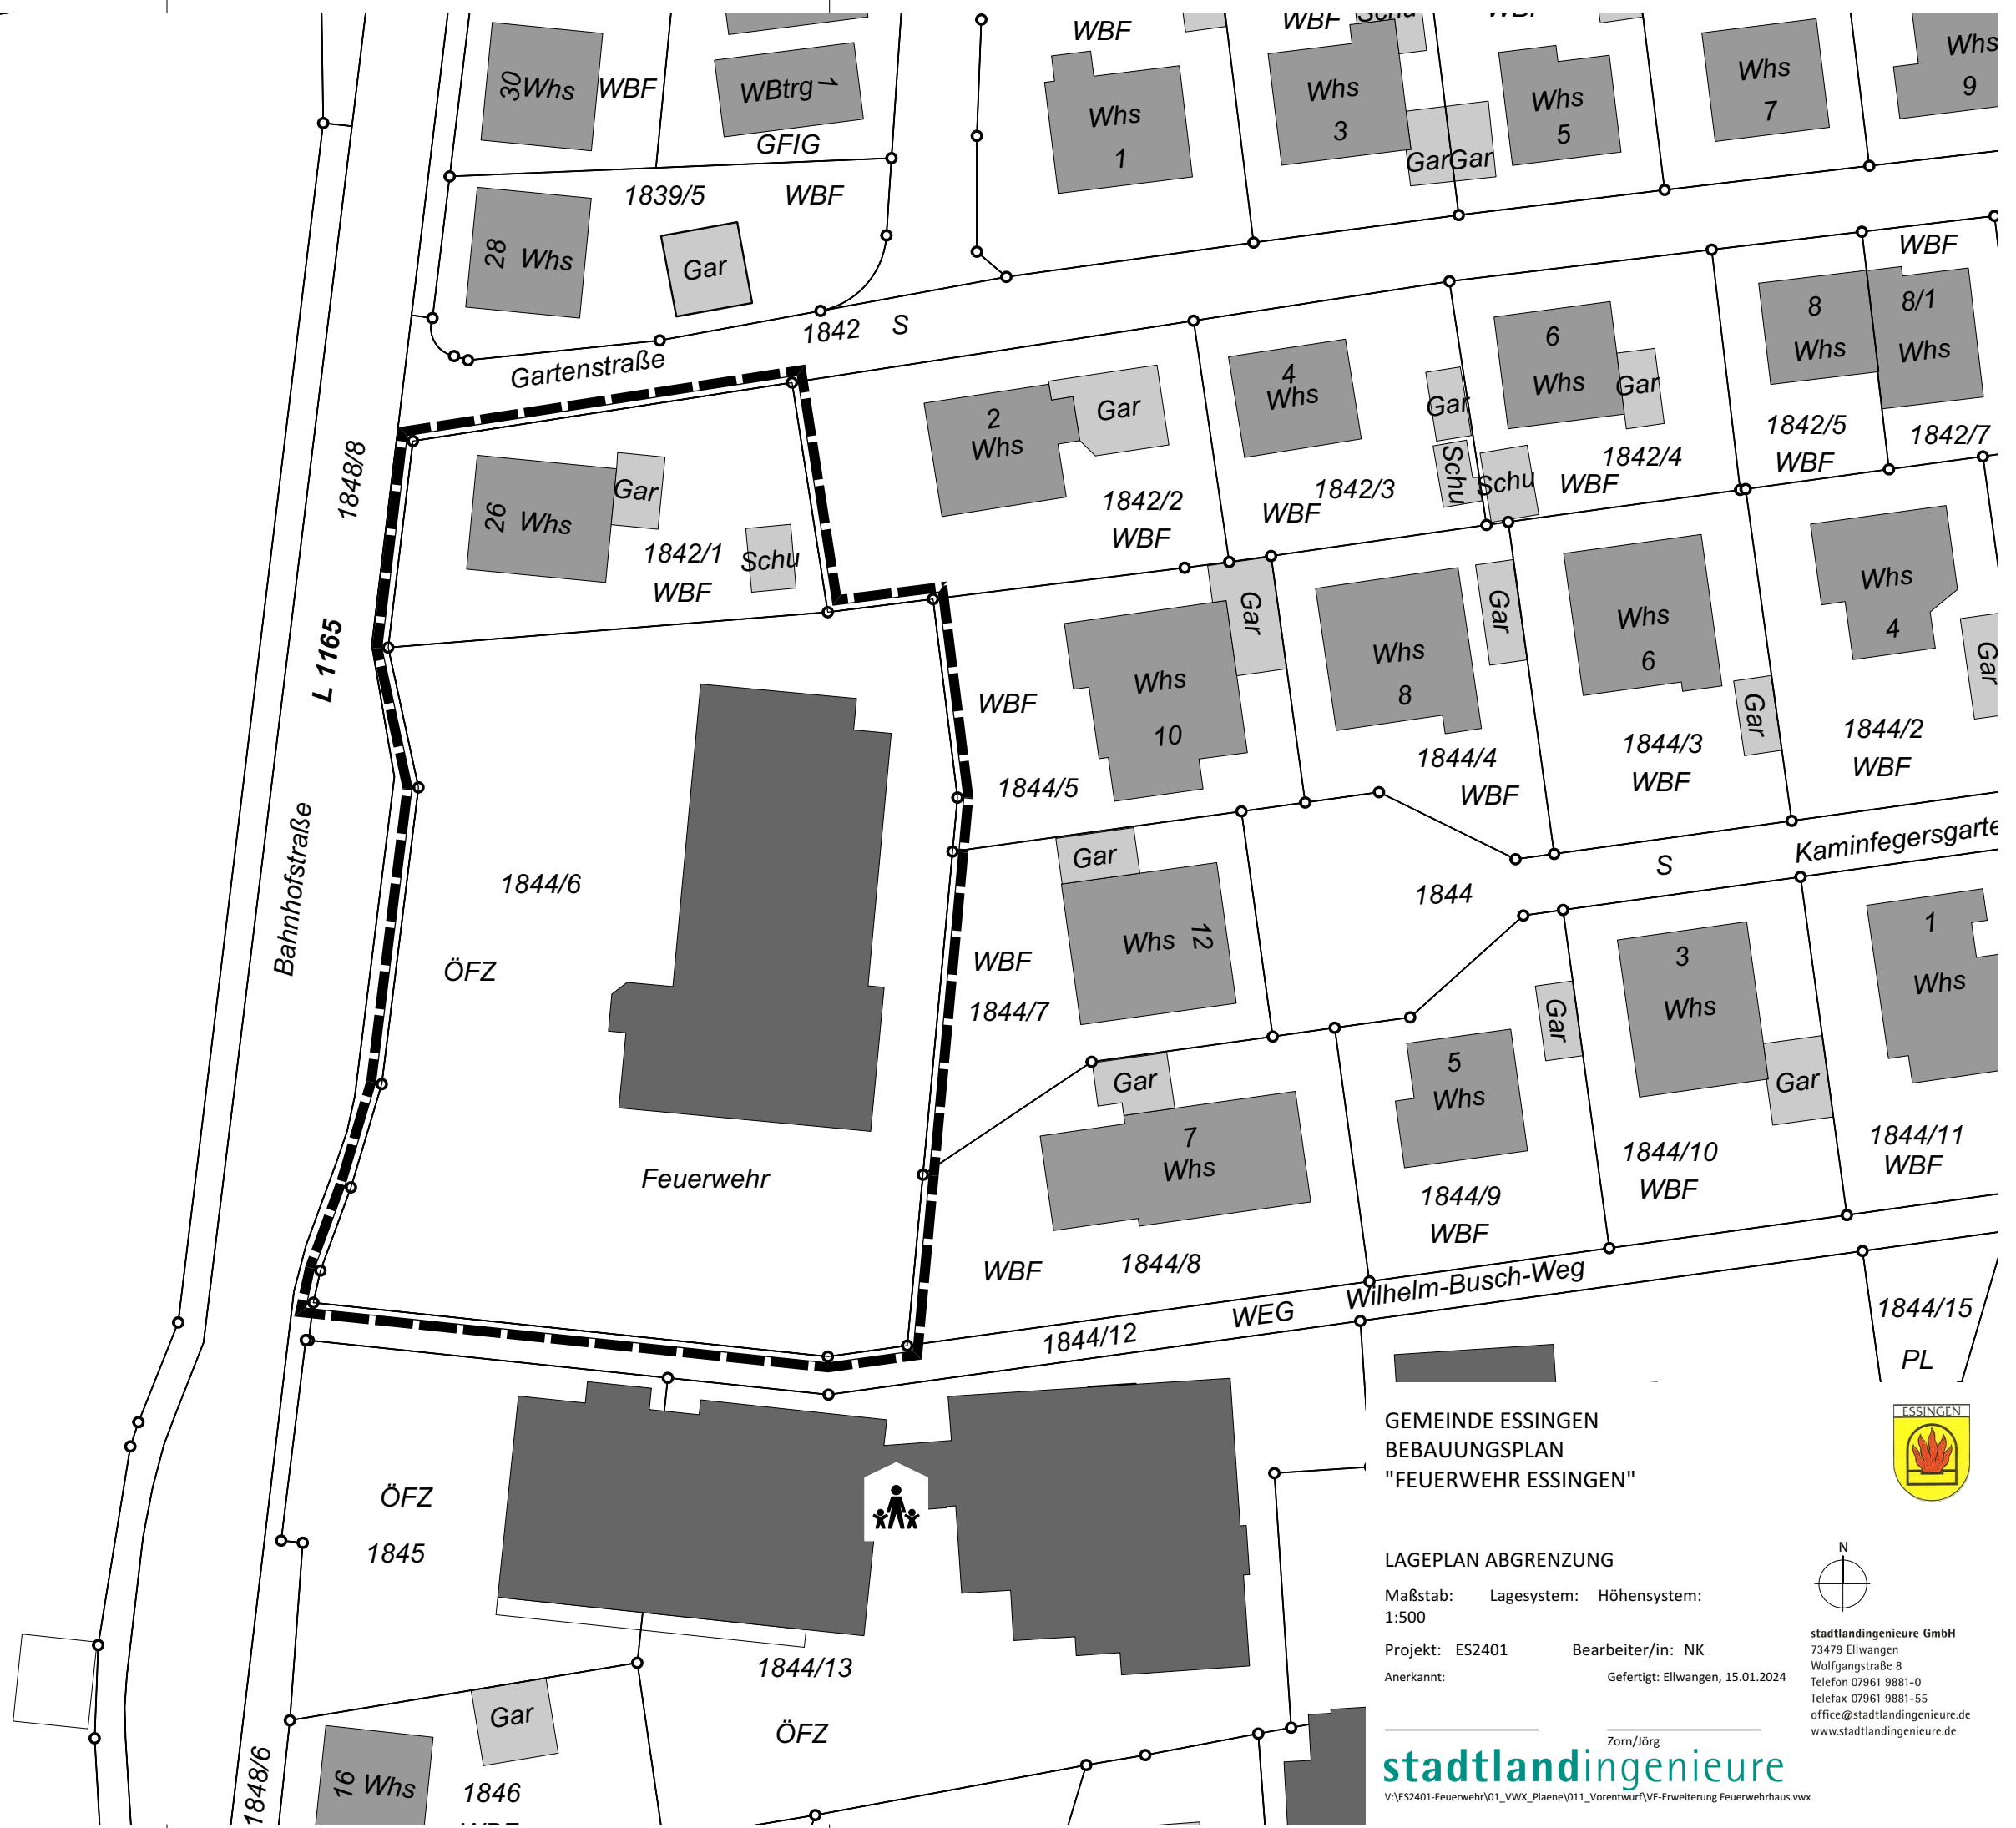 WBF
WBF
30
Whs
WBF
WBtrg
1
GFIG
Whs
1
Whs
3
Whs
5
Whs
7
Whs
9
Gar
Gar
1839/5
WBF
28
Whs
Gar
1842
S
Gartenstraße
WBF
8
Whs
8/1
Whs
6
Whs
Gar
4
Whs
Gar
2
Whs
Gar
Schu
Schu
1842/5
WBF
1842/7
1842/4
WBF
1842/3
WBF
1842/2
WBF
1848/8
26
Whs
Gar
1842/1
Schu
WBF
L 1165
Bahnhofstraße
Gar
Whs
10
WBF
1844/5
Whs
8
Gar
1844/4
WBF
Whs
6
Gar
1844/3
WBF
Whs
4
Gar
1844/2
WBF
Kaminfegersgarte
S
1844
1844/6
ÖFZ
Gar
Whs
12
WBF
1844/7
Feuerwehr
Gar
7
Whs
WBF
1844/8
5
Whs
Gar
1844/9
WBF
3
Whs
Gar
1844/10
WBF
1
Whs
1844/11
WBF
Wilhelm-Busch-Weg
WEG
1844/12
1844/15
PL
ÖFZ
1845
1844/13
ÖFZ
Gar
16
Whs
1846
1848/6
GEMEINDE ESSINGEN
BEBAUUNGSPLAN
"FEUERWEHR ESSINGEN"
ESSINGEN
LAGEPLAN ABGRENZUNG
Maßstab: Lagesystem: Höhensystem:
1:500
Projekt: ES2401 Bearbeiter/in: NK
Anerkannt: Gefertigt: Ellwangen, 15.01.2024
Zorn/Jörg
N
stadtlandingenieure GmbH
73479 Ellwangen
Wolfgangstraße 8
Telefon 07961 9881-0
Telefax 07961 9881-55
office@stadtlandingenieure.de
www.stadtlandingenieure.de
stadtlandingenieure
V:\ES2401-Feuerwehr\01_VWX_Plaene\011_Vorentwurf\VE-Erweiterung Feuerwehrhaus.vwx